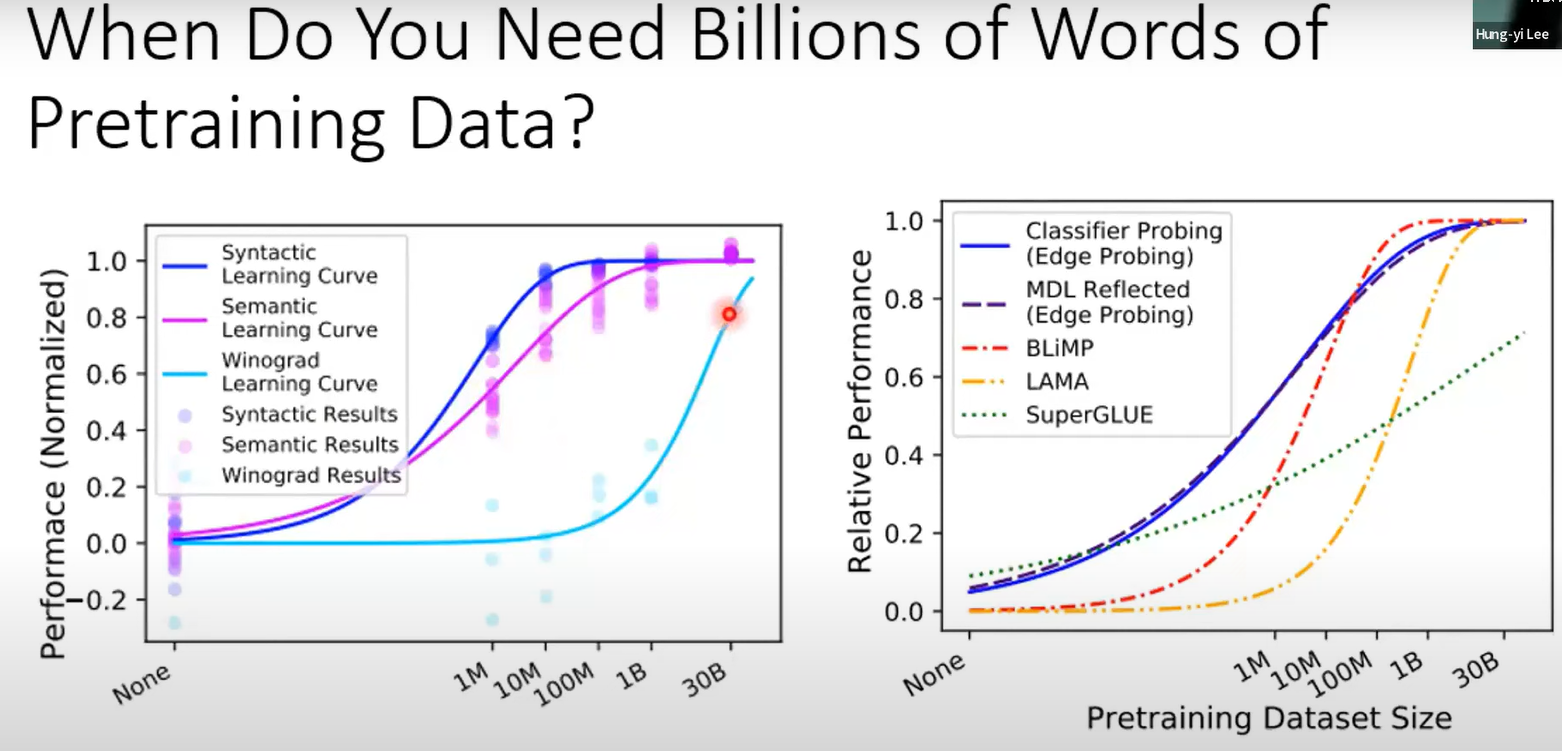 When Do You Need Billions of Words of
Pretraining Data?
Hung-yi Lee
Performace (Normalized)
1.0
0.8
0.6
0.4
0.2
0.0
−0.2
Syntactic
Learning Curve
Semantic
Learning Curve
Winograd
Learning Curve
Syntactic Results
Semantic Results
Winograd Results
None
1M
10M
100M
1B
30B
Relative Performance
1.0
0.8
0.6
0.4
0.2
0.0
Classifier Probing
(Edge Probing)
MDL Reflected
(Edge Probing)
BLiMP
LAMA
SuperGLUE
None
1M
10M
100M
1B
30B
Pretraining Dataset Size